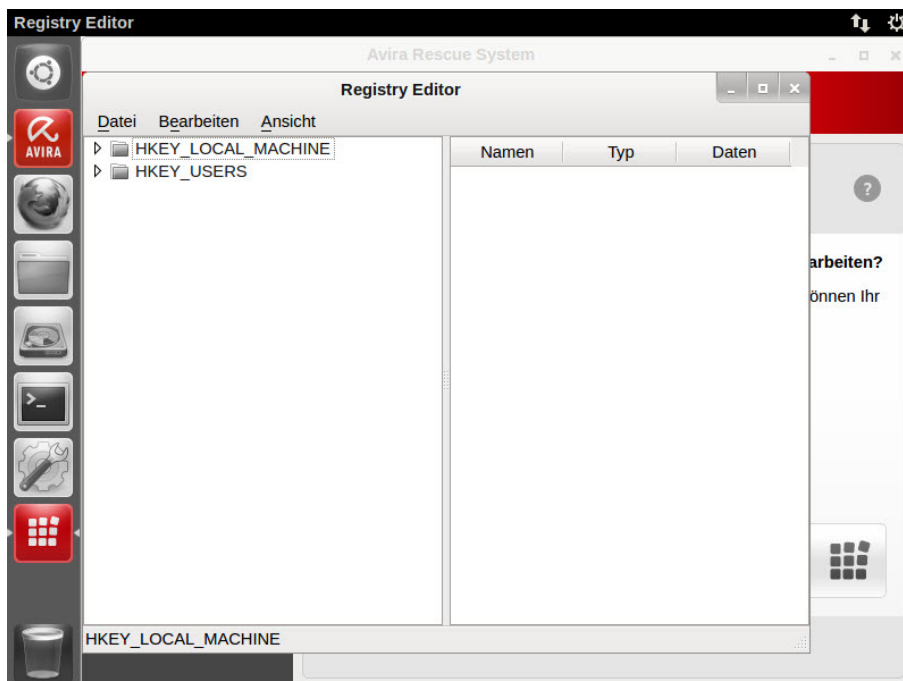 Registry Editor
Avira Rescue System
Registry Editor
Datei Bearbeiten Ansicht
HKEY_LOCAL_MACHINE
HKEY_USERS
Namen Typ Daten
AVIRA
?
arbeiten?
önnen Ihr
>_
HKEY_LOCAL_MACHINE